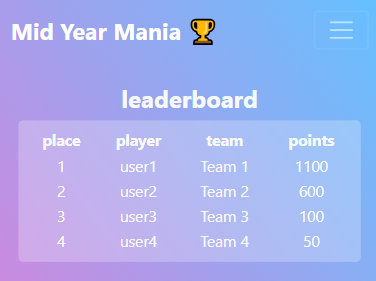 Mid Year Mania 🏆
leaderboard
place player team points
1 user1 Team 1 1100
2 user2 Team 2 600
3 user3 Team 3 100
4 user4 Team 4 50